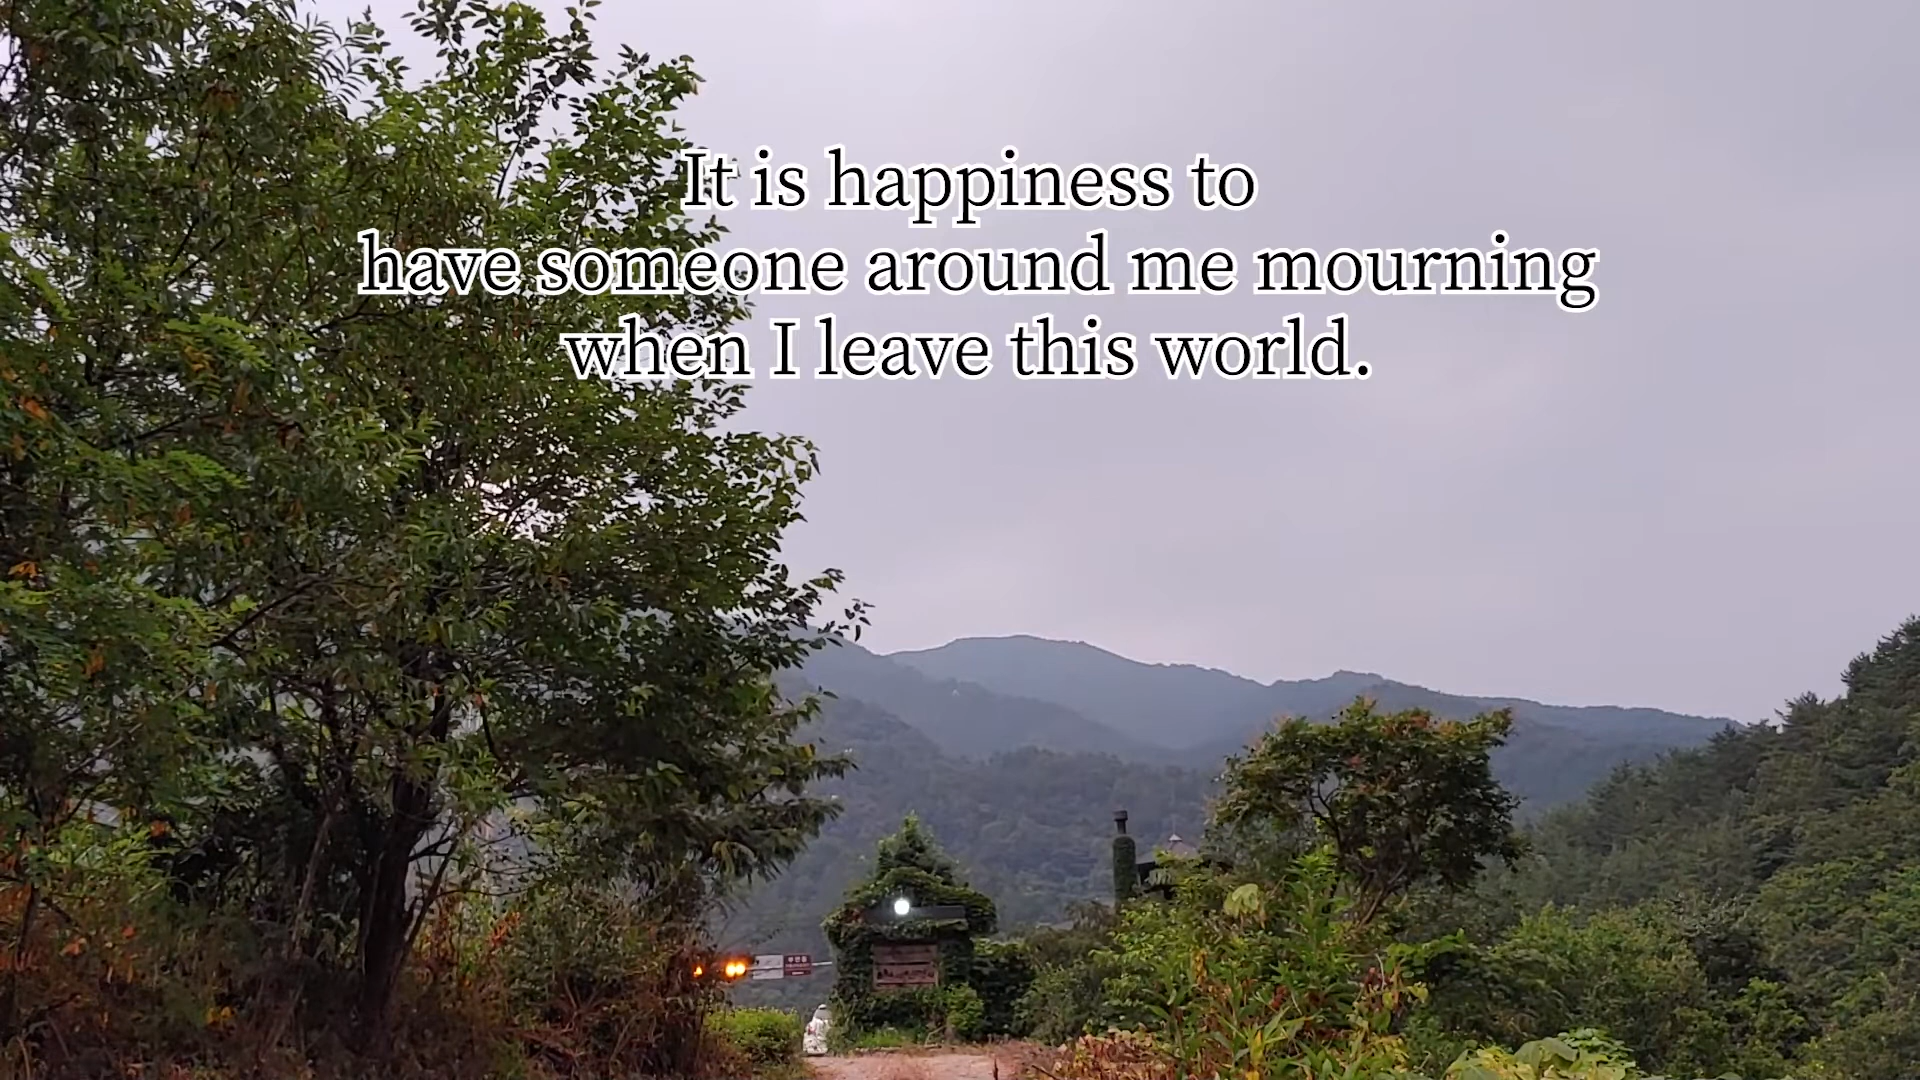 It is happiness to
have someone around me mourning
when I leave this world.